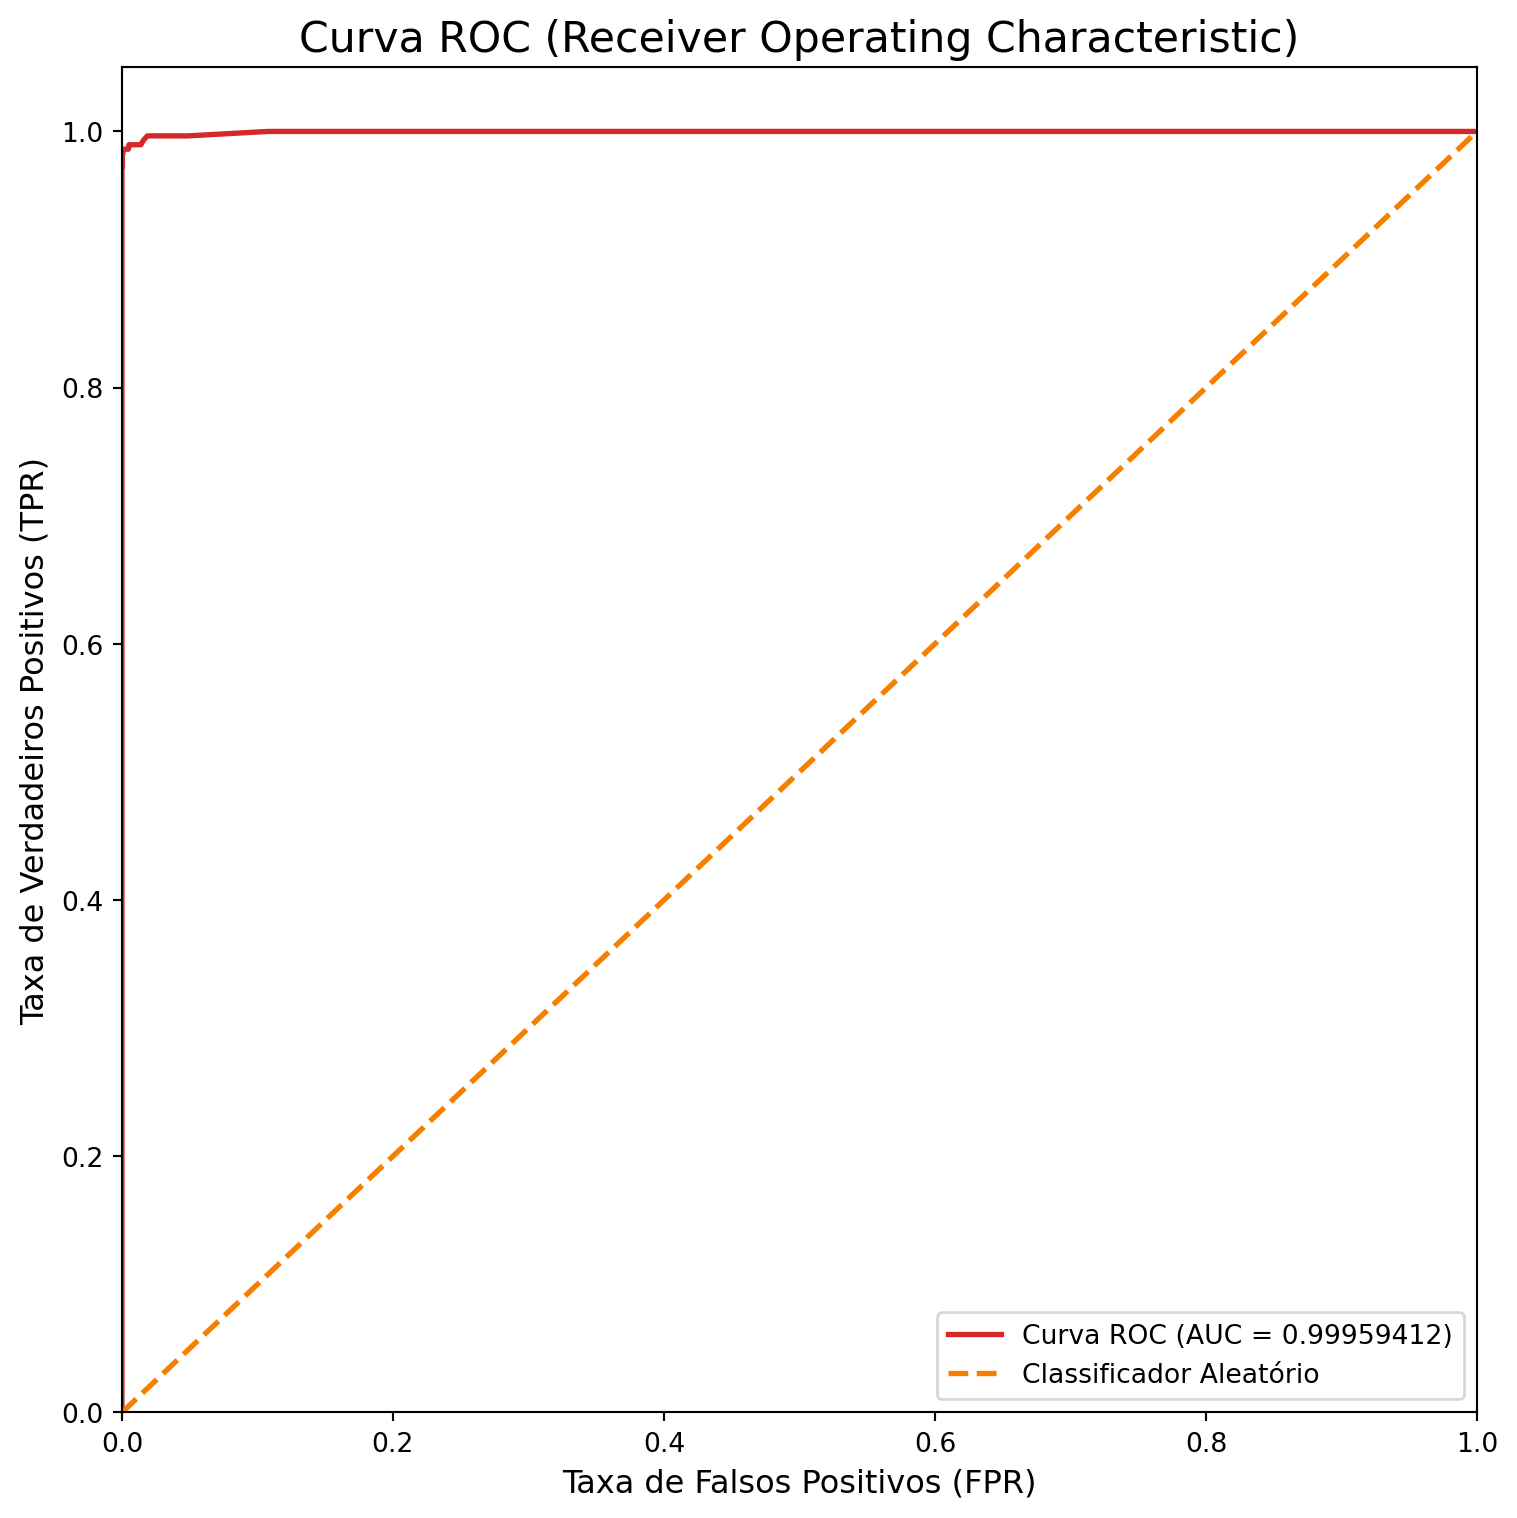 Curva ROC (Receiver Operating Characteristic)
1.0
0.8
0.6
0.4
0.2
0.0
Taxa de Verdadeiros Positivos (TPR)
Curva ROC (AUC = 0.99959412)
Classificador Aleatório
0.0 0.2 0.4 0.6 0.8 1.0
Taxa de Falsos Positivos (FPR)